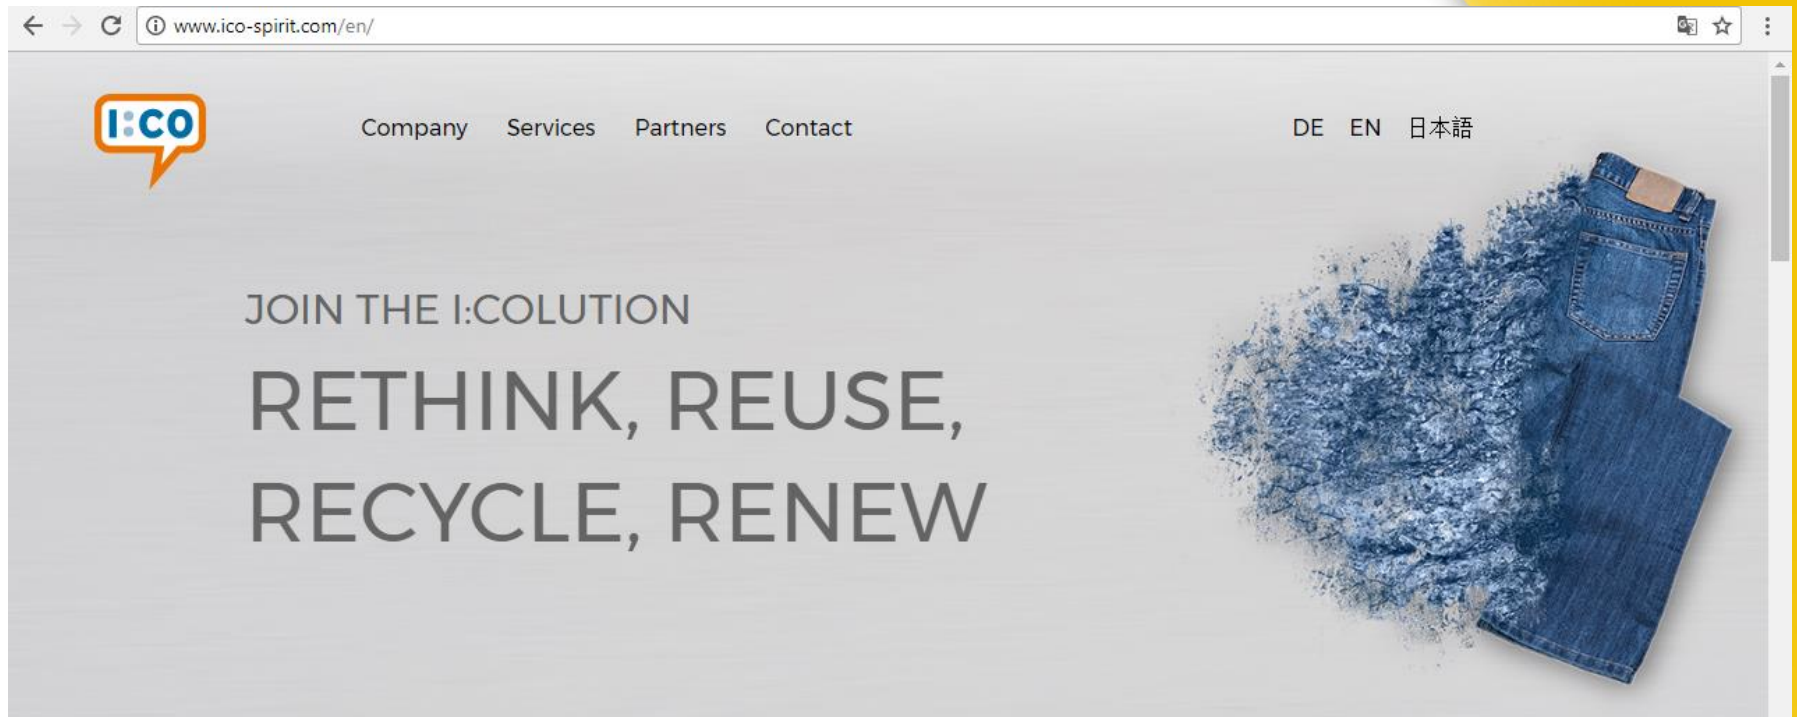 www.ico-spirit.com/en/
I:CO
Company Services Partners Contact
DE EN 日本語
JOIN THE I:COLUTION
RETHINK, REUSE,
RECYCLE, RENEW